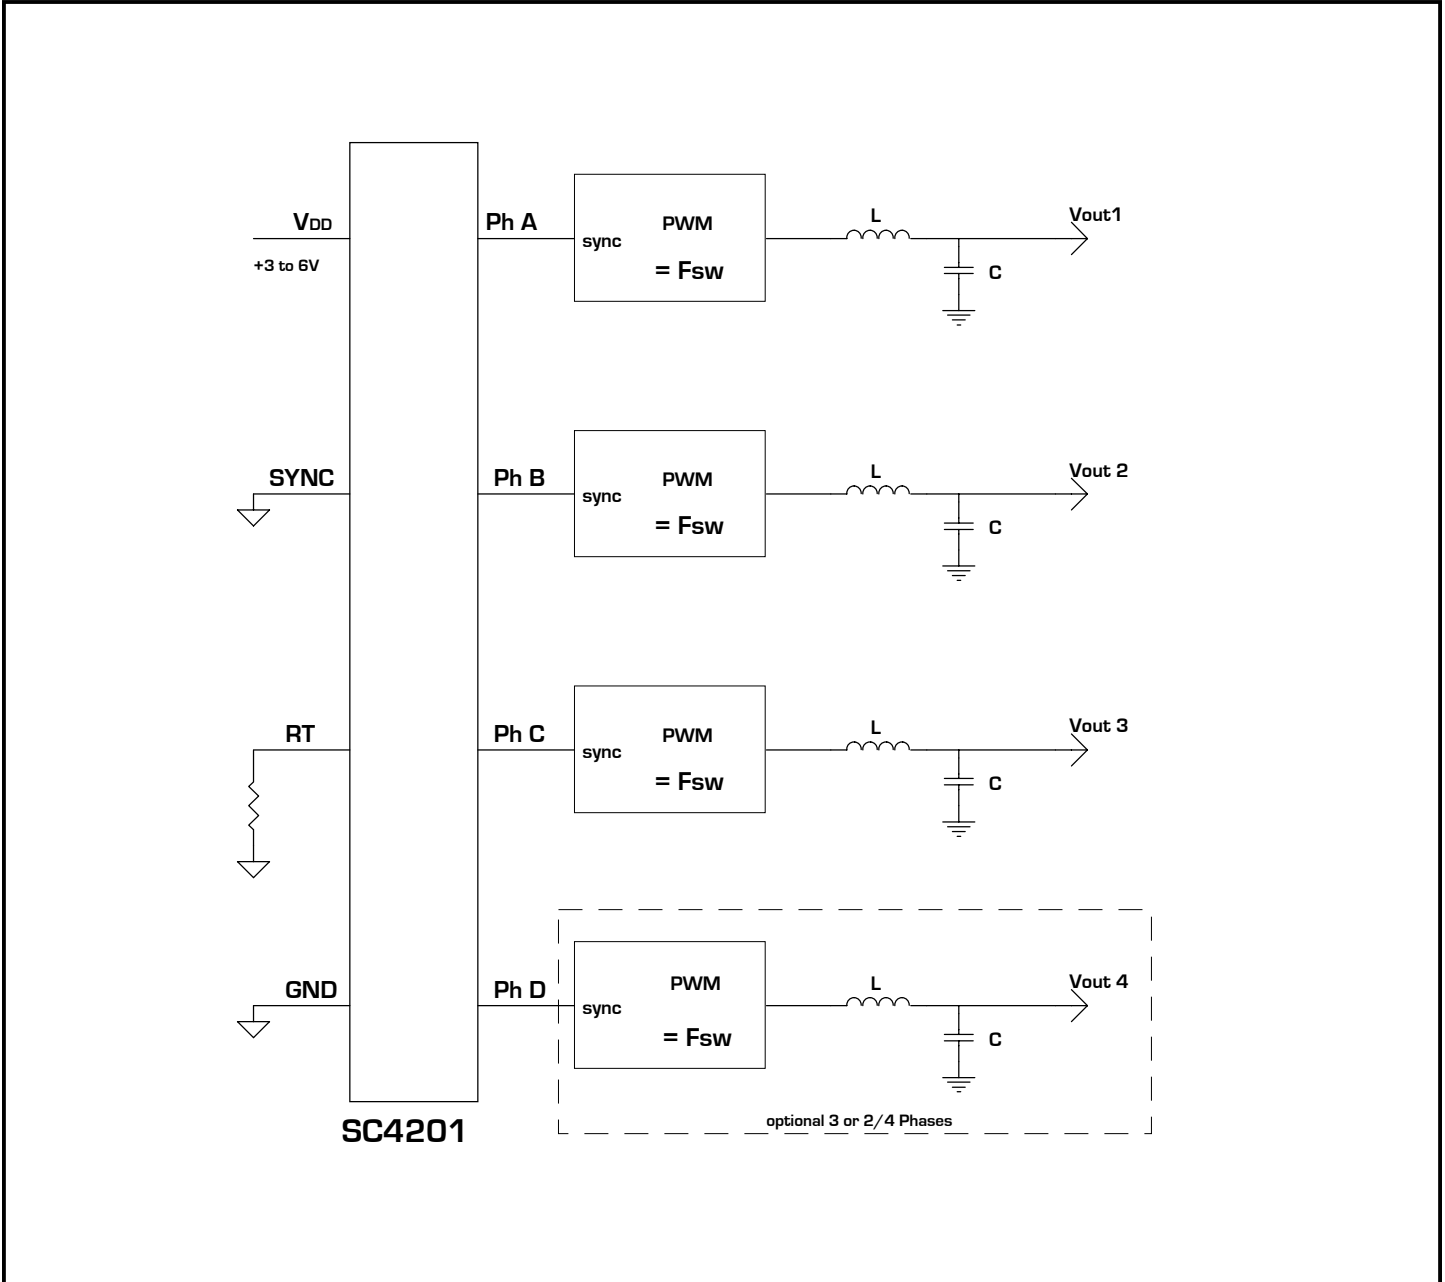 VDD
+3 to 6V
Ph A
sync
PWM
= Fsw
L
C
Vout1
SYNC
Ph B
sync
PWM
= Fsw
L
C
Vout 2
RT
Ph C
sync
PWM
= Fsw
L
C
Vout 3
GND
Ph D
sync
PWM
= Fsw
L
C
Vout 4
optional 3 or 2/4 Phases
SC4201